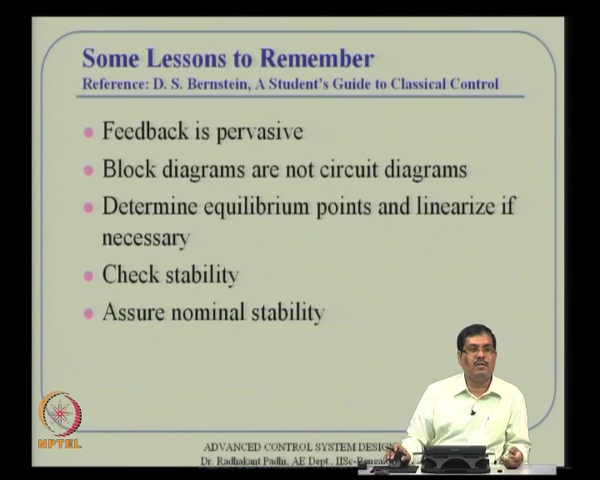 Some Lessons to Remember
Reference: D. S. Bernstein, A Student's Guide to Classical Control
Feedback is pervasive
Block diagrams are not circuit diagrams
Determine equilibrium points and linearize if
necessary
Check stability
Assure nominal stability
NPTEL
ADVANCED CONTROL SYSTEM DESIGN
Dr. Radhakant Padhi, AE Dept., IISc-Bangalore